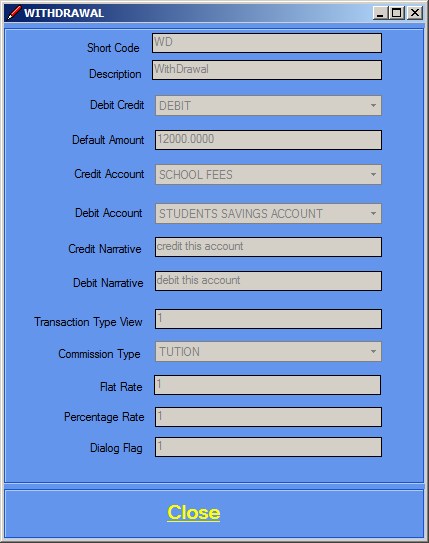 WITHDRAWAL
Short Code WD
Description WithDrawal
Debit Credit DEBIT
Default Amount 12000.0000
Credit Account SCHOOL FEES
Debit Account STUDENTS SAVINGS ACCOUNT
Credit Narrative credit this account
Debit Narrative debit this account
Transaction Type View 1
Commission Type TUTION
Flat Rate 1
Percentage Rate 1
Dialog Flag 1
Close